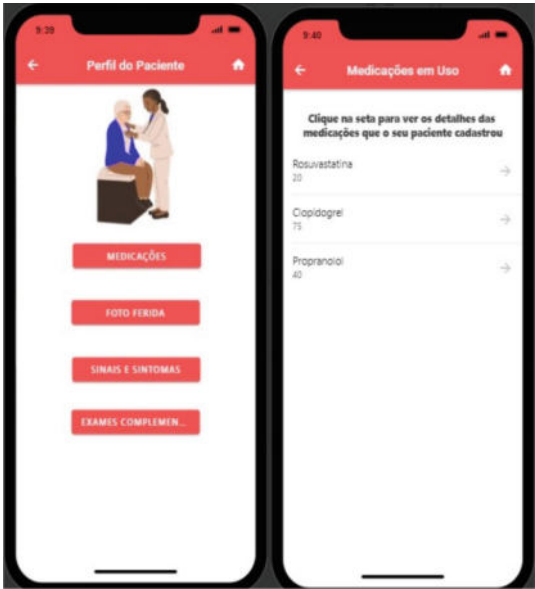 9:39
Perfil do Paciente
MEDICAÇÕES
FOTO FERIDA
SINAIS E SINTOMAS
EXAMES COMPLEMEN...
9:40
Medicações em Uso
Clique na seta para ver os detalhes das
medicações que o seu paciente cadastrou
Rosuvastatina
20
Clopidogrel
75
Propranolol
40